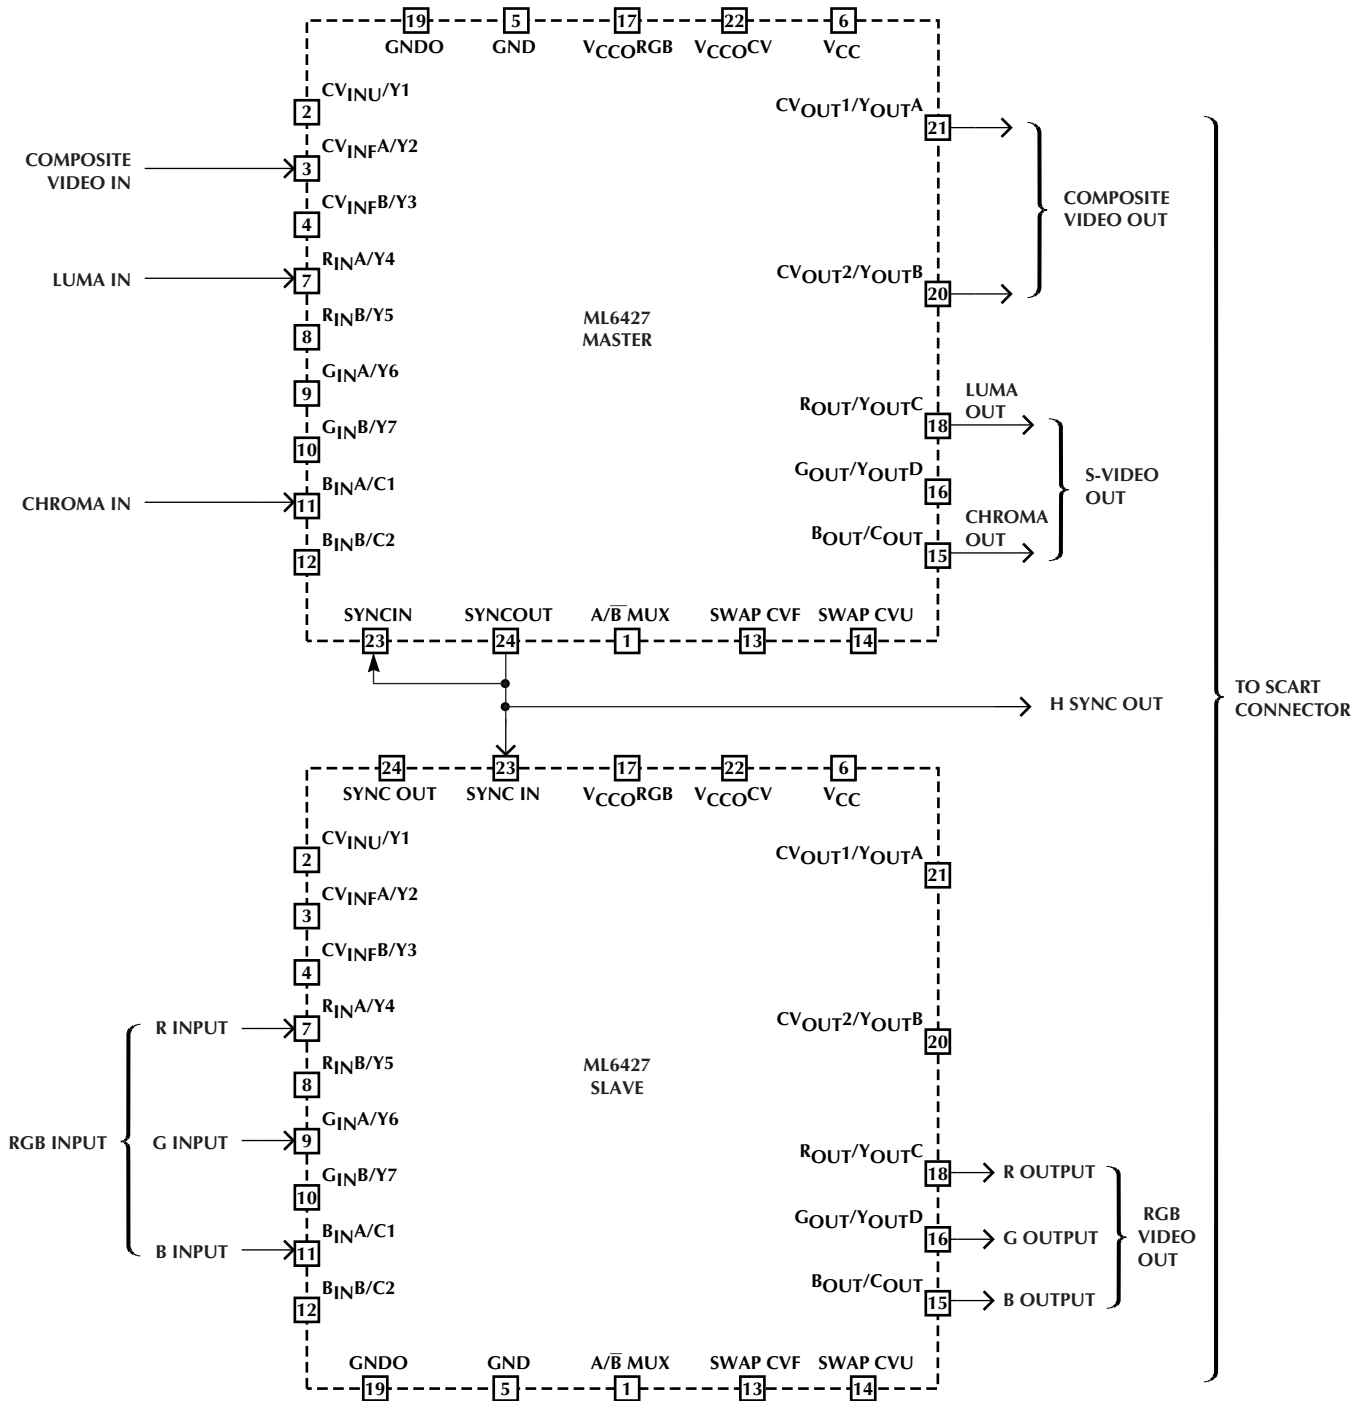 19 5 17 22 6
GNDO GND VCCORGB VCCOCV VCC
CVINU/Y1
2
CVOUT1/YOUTA
21
CVINFA/Y2
3
COMPOSITE
VIDEO IN
CVINFB/Y3
4
COMPOSITE
VIDEO OUT
RINA/Y4
7
LUMA IN
CVOUT2/YOUTB
20
RINB/Y5
8
ML6427
MASTER
GINA/Y6
9
ROUT/YOUTC
18
LUMA
OUT
GINB/Y7
10
GOUT/YOUTD
16
S-VIDEO
OUT
BINA/C1
11
CHROMA IN
BOUT/COUT
15
CHROMA
OUT
BINB/C2
12
SYNCIN SYNCOUT A/B̅ MUX SWAP CVF SWAP CVU
23 24 1 13 14
H SYNC OUT
TO SCART
CONNECTOR
24 23 17 22 6
SYNC OUT SYNC IN VCCORGB VCCOCV VCC
CVINU/Y1
2
CVOUT1/YOUTA
21
CVINFA/Y2
3
CVINFB/Y3
4
RINA/Y4
7
R INPUT
CVOUT2/YOUTB
20
RINB/Y5
8
ML6427
SLAVE
GINA/Y6
9
RGB INPUT
G INPUT
ROUT/YOUTC
18
R OUTPUT
GINB/Y7
10
GOUT/YOUTD
16
G OUTPUT
RGB
VIDEO
OUT
BINA/C1
11
B INPUT
BOUT/COUT
15
B OUTPUT
BINB/C2
12
GNDO GND A/B̅ MUX SWAP CVF SWAP CVU
19 5 1 13 14